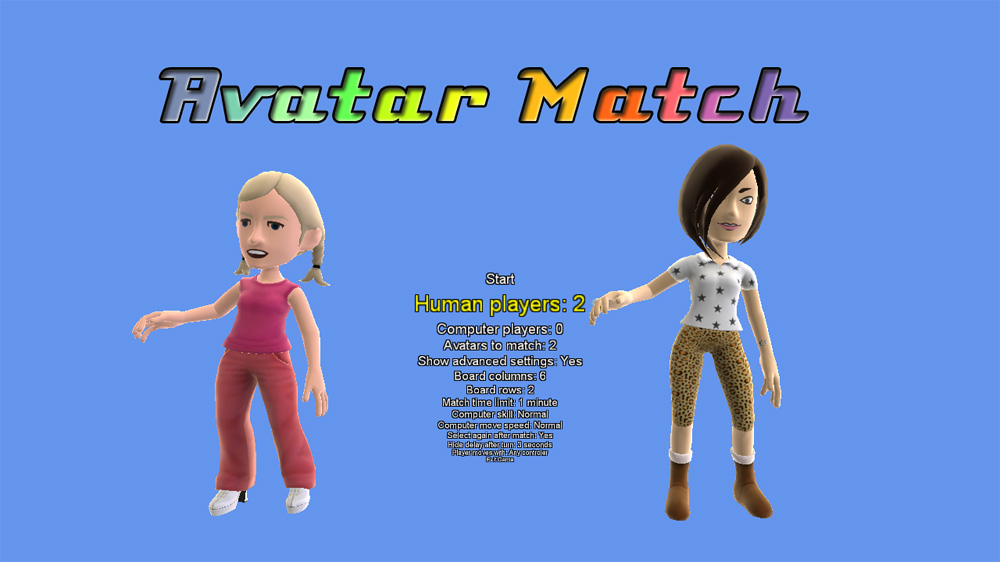 Avatar Match
Start
Human players: 2
Computer players: 0
Avatars to match: 2
Show advanced settings: Yes
Board columns: 6
Board rows: 2
Match time limit: 1 minute
Computer skill: Normal
Computer move speed: Normal
Select again after match: Yes
Hide delay after turn: 3 seconds
Player moves with: Any controller